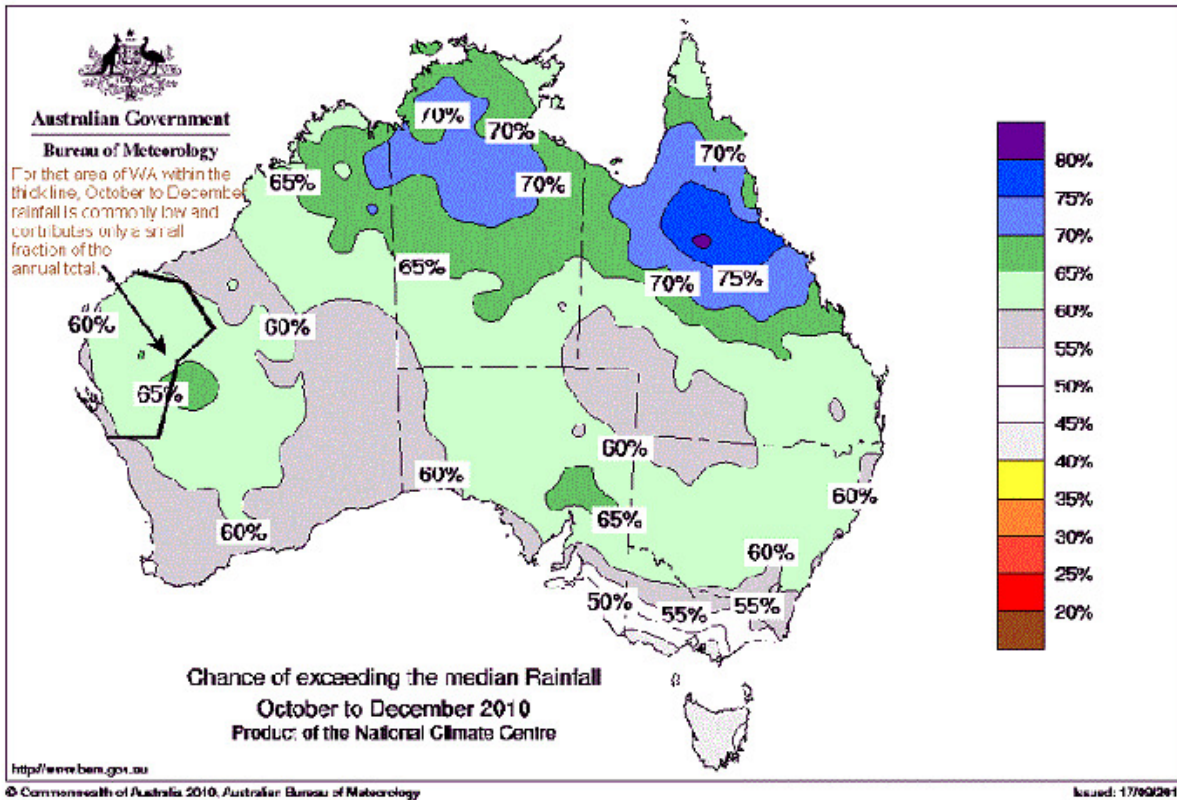 Australian Government
Bureau of Meteorology
For that area of WA within the
thick line, October to December
rainfall is commonly low and
contributes only a small
fraction of the
annual total.
70%
70%
70%
65%
65%
60%
60%
65%
70%
70%
75%
60%
60%
60%
65%
60%
60%
50%
55%
55%
80%
75%
70%
65%
60%
55%
50%
45%
40%
35%
30%
25%
20%
Chance of exceeding the median Rainfall
October to December 2010
Product of the National Climate Centre
http://www.bom.gov.au
© Commonwealth of Australia 2010, Australian Bureau of Meteorology
Issued: 17/09/201